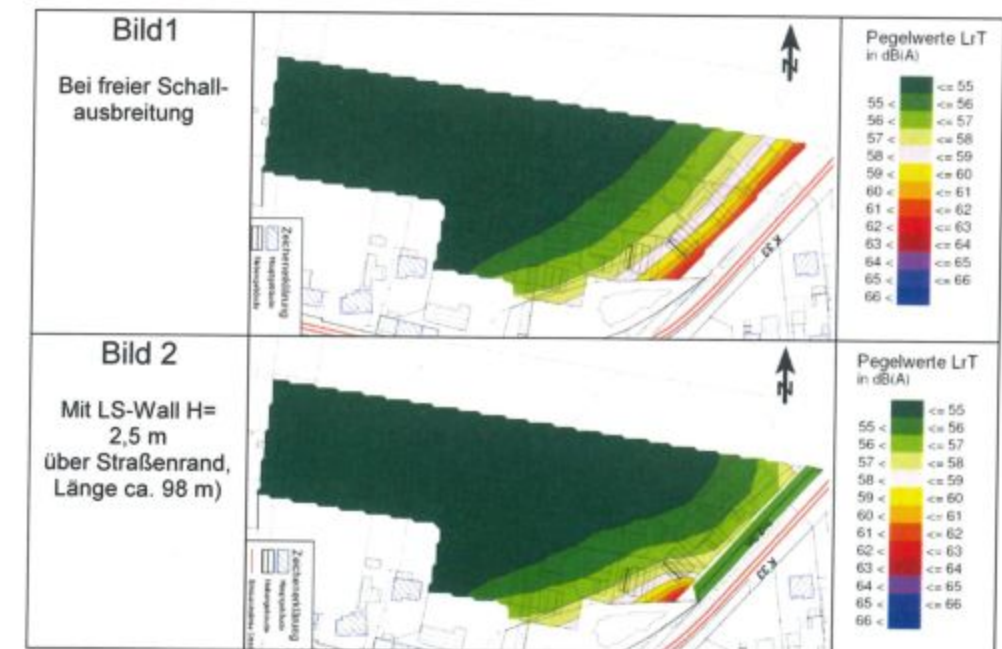 Bild1
Bei freier Schall-
ausbreitung
N
K 33
Zeichenerklärung
Hauptgebäude
Nebengebäude
Pegelwerte LrT
in dB(A)
<= 55
55 < <= 56
56 < <= 57
57 < <= 58
58 < <= 59
59 < <= 60
60 < <= 61
61 < <= 62
62 < <= 63
63 < <= 64
64 < <= 65
65 < <= 66
66 <
Bild 2
Mit LS-Wall H=
2,5 m
über Straßenrand,
Länge ca. 98 m)
N
K 33
Zeichenerklärung
Hauptgebäude
Nebengebäude
Pegelwerte LrT
in dB(A)
<= 55
55 < <= 56
56 < <= 57
57 < <= 58
58 < <= 59
59 < <= 60
60 < <= 61
61 < <= 62
62 < <= 63
63 < <= 64
64 < <= 65
65 < <= 66
66 <